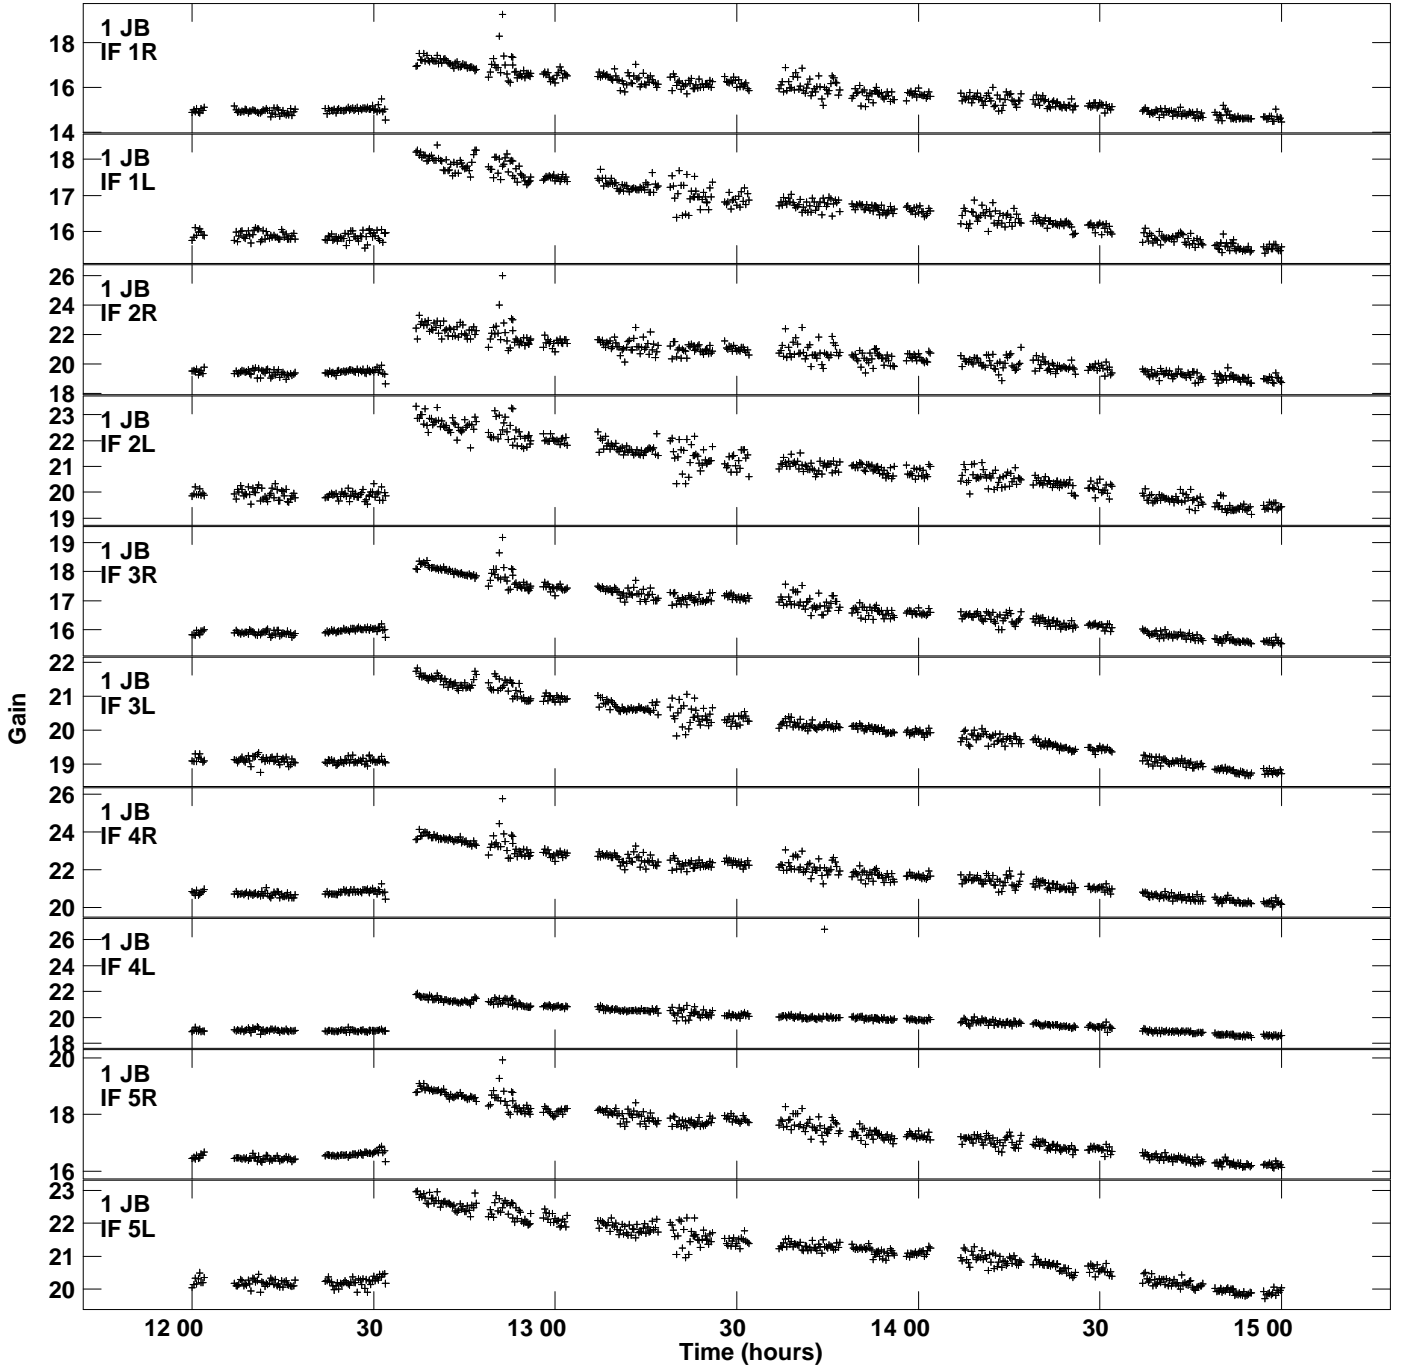 1 JB
IF 1R
18
16
14
1 JB
IF 1L
18
17
16
1 JB
IF 2R
26
24
22
20
18
1 JB
IF 2L
23
22
21
20
19
1 JB
IF 3R
19
18
17
16
1 JB
IF 3L
22
21
20
19
1 JB
IF 4R
26
24
22
20
1 JB
IF 4L
26
24
22
20
18
1 JB
IF 5R
20
18
16
1 JB
IF 5L
23
22
21
20
Gain
12 00 30 13 00 30 14 00 30 15 00
Time (hours)